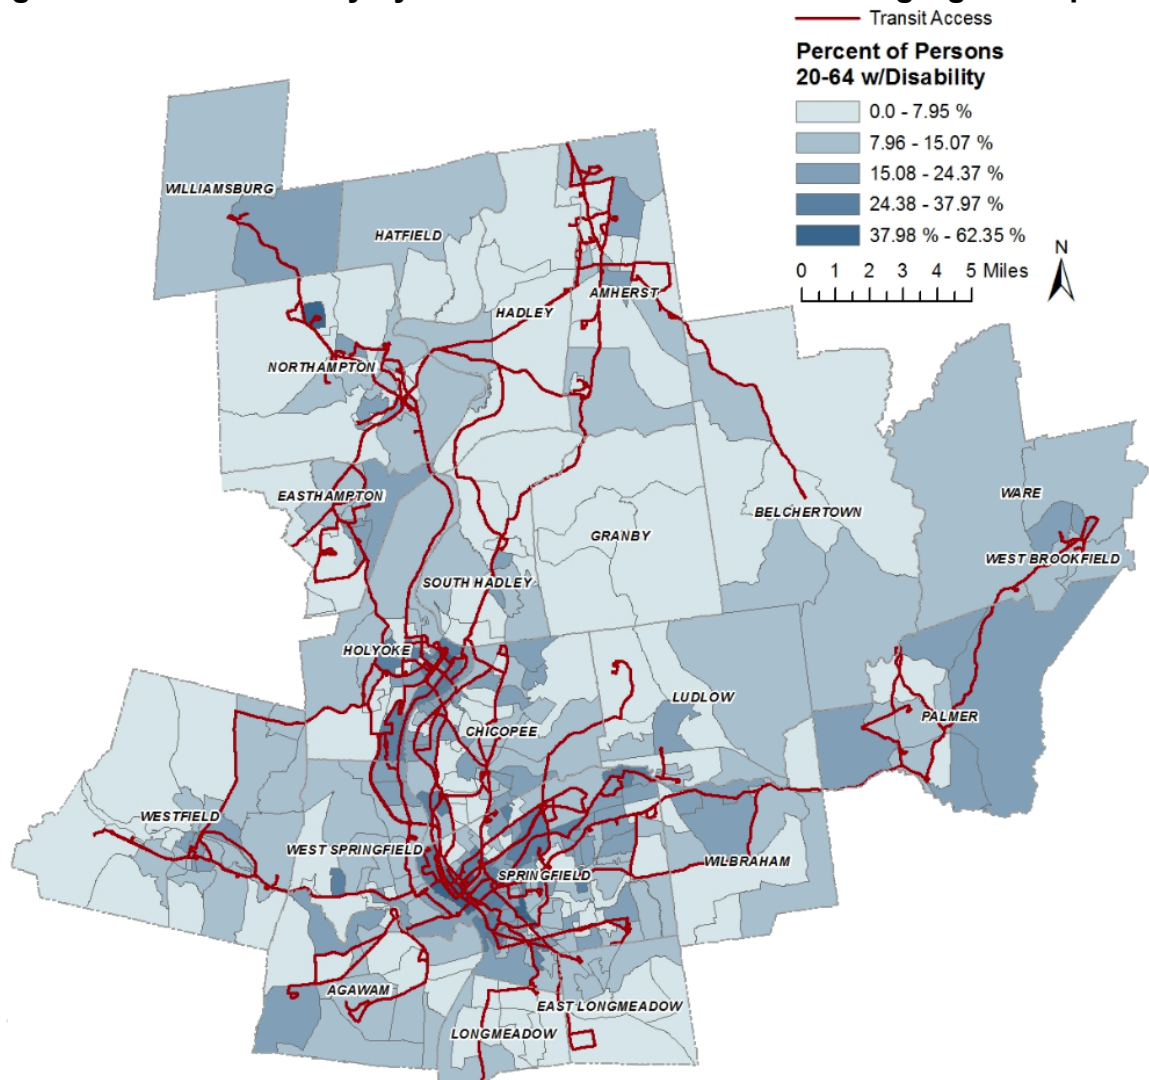 Transit Access
Percent of Persons
20-64 w/Disability
0.0 - 7.95 %
7.96 - 15.07 %
15.08 - 24.37 %
24.38 - 37.97 %
37.98 % - 62.35 %
N
0 1 2 3 4 5 Miles
WILLIAMSBURG
HATFIELD
AMHERST
HADLEY
NORTHAMPTON
EASTHAMPTON
WARE
BELCHERTOWN
GRANBY
WEST BROOKFIELD
SOUTH HADLEY
HOLYOKE
LUDLOW
PALMER
CHICOPEE
WESTFIELD
WEST SPRINGFIELD
WILBRAHAM
SPRINGFIELD
AGAWAM
EAST LONGMEADOW
LONGMEADOW